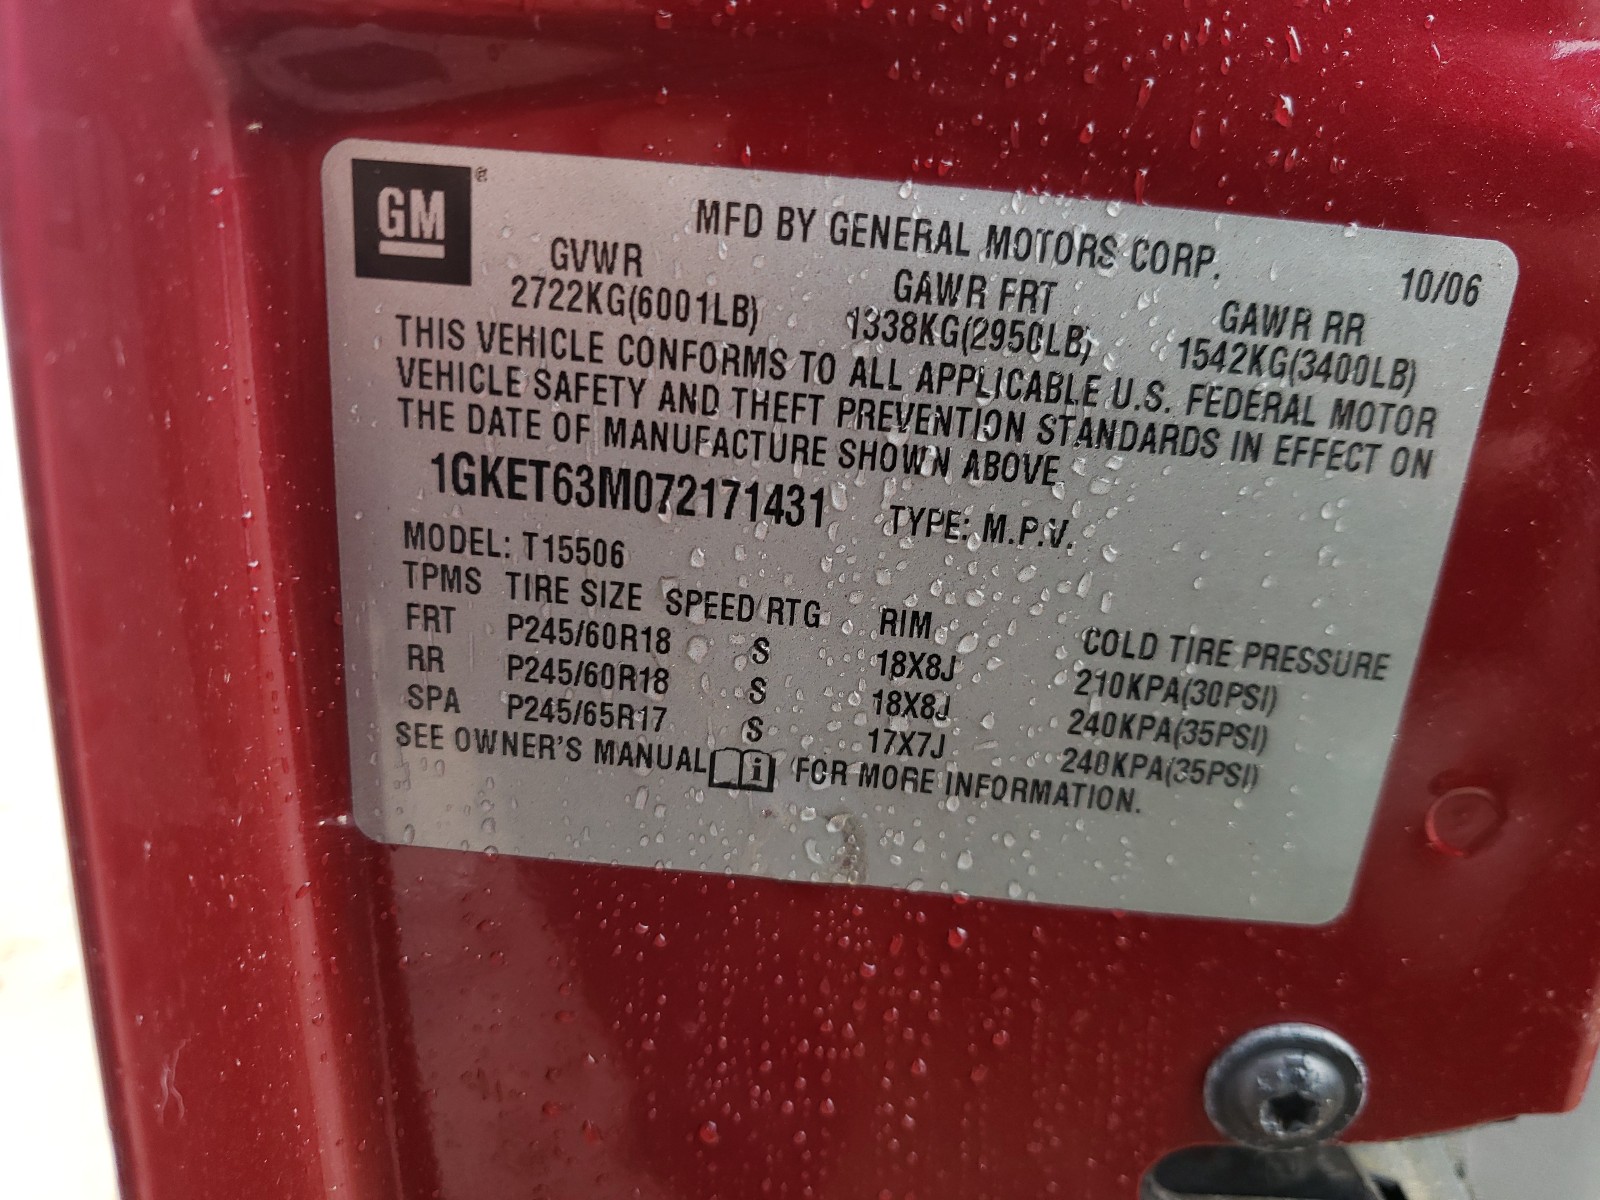 GM®
MFD BY GENERAL MOTORS CORP.
10/06
GVWR
GAWR FRT
GAWR RR
2722KG(6001LB)
1338KG(2950LB)
1542KG(3400LB)
THIS VEHICLE CONFORMS TO ALL APPLICABLE U.S. FEDERAL MOTOR
VEHICLE SAFETY AND THEFT PREVENTION STANDARDS IN EFFECT ON
THE DATE OF MANUFACTURE SHOWN ABOVE.
1GKET63M072171431 TYPE: M.P.V.
MODEL: T15506
TPMS TIRE SIZE SPEED RTG RIM COLD TIRE PRESSURE
FRT P245/60R18 S 18X8J 210KPA(30PSI)
RR P245/60R18 S 18X8J 240KPA(35PSI)
SPA P245/65R17 S 17X7J 240KPA(35PSI)
SEE OWNER'S MANUAL i FOR MORE INFORMATION.